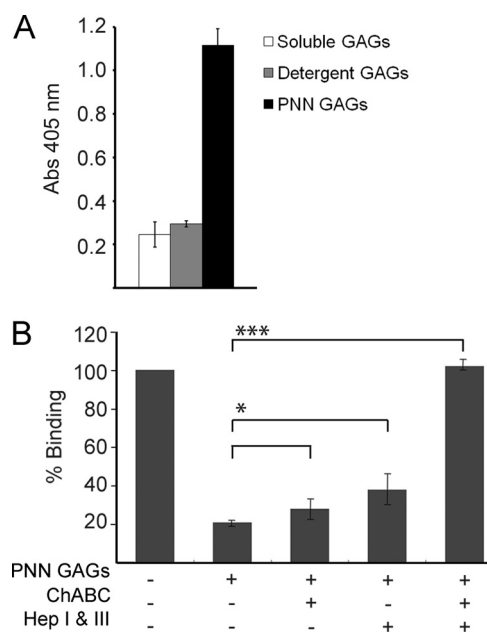 A
Soluble GAGs
Detergent GAGs
PNN GAGs
Abs 405 nm
1.2
1.0
0.8
0.6
0.4
0.2
B
% Binding
120
100
80
60
40
20
***
*
PNN GAGs - + + + +
ChABC - - + - +
Hep I & III - - - + +